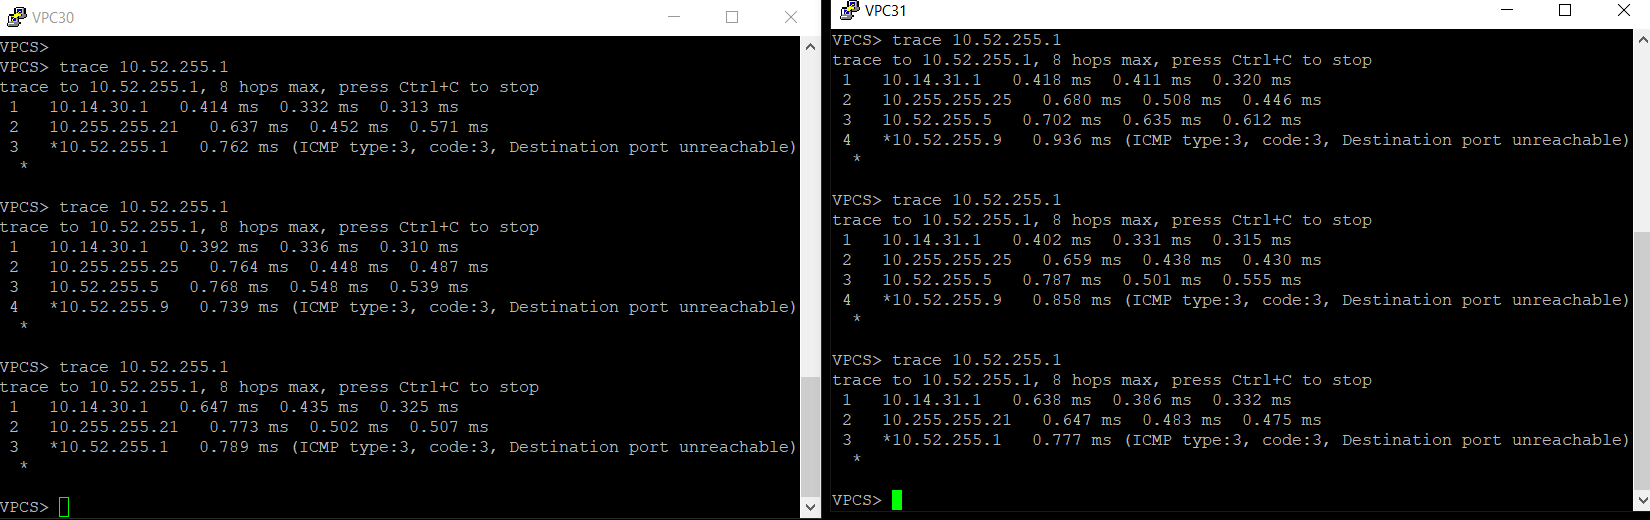 VPC30
VPCS>
VPCS> trace 10.52.255.1
trace to 10.52.255.1, 8 hops max, press Ctrl+C to stop
1 10.14.30.1 0.414 ms 0.332 ms 0.313 ms
2 10.255.255.21 0.637 ms 0.452 ms 0.571 ms
3 *10.52.255.1 0.762 ms (ICMP type:3, code:3, Destination port unreachable)
*
VPCS> trace 10.52.255.1
trace to 10.52.255.1, 8 hops max, press Ctrl+C to stop
1 10.14.30.1 0.392 ms 0.336 ms 0.310 ms
2 10.255.255.25 0.764 ms 0.448 ms 0.487 ms
3 10.52.255.5 0.768 ms 0.548 ms 0.539 ms
4 *10.52.255.9 0.739 ms (ICMP type:3, code:3, Destination port unreachable)
*
VPCS> trace 10.52.255.1
trace to 10.52.255.1, 8 hops max, press Ctrl+C to stop
1 10.14.30.1 0.647 ms 0.435 ms 0.325 ms
2 10.255.255.21 0.773 ms 0.502 ms 0.507 ms
3 *10.52.255.1 0.789 ms (ICMP type:3, code:3, Destination port unreachable)
*
VPCS>
VPC31
VPCS> trace 10.52.255.1
trace to 10.52.255.1, 8 hops max, press Ctrl+C to stop
1 10.14.31.1 0.418 ms 0.411 ms 0.320 ms
2 10.255.255.25 0.680 ms 0.508 ms 0.446 ms
3 10.52.255.5 0.702 ms 0.635 ms 0.612 ms
4 *10.52.255.9 0.936 ms (ICMP type:3, code:3, Destination port unreachable)
*
VPCS> trace 10.52.255.1
trace to 10.52.255.1, 8 hops max, press Ctrl+C to stop
1 10.14.31.1 0.402 ms 0.331 ms 0.315 ms
2 10.255.255.25 0.659 ms 0.438 ms 0.430 ms
3 10.52.255.5 0.787 ms 0.501 ms 0.555 ms
4 *10.52.255.9 0.858 ms (ICMP type:3, code:3, Destination port unreachable)
*
VPCS> trace 10.52.255.1
trace to 10.52.255.1, 8 hops max, press Ctrl+C to stop
1 10.14.31.1 0.638 ms 0.386 ms 0.332 ms
2 10.255.255.21 0.647 ms 0.483 ms 0.475 ms
3 *10.52.255.1 0.777 ms (ICMP type:3, code:3, Destination port unreachable)
*
VPCS>